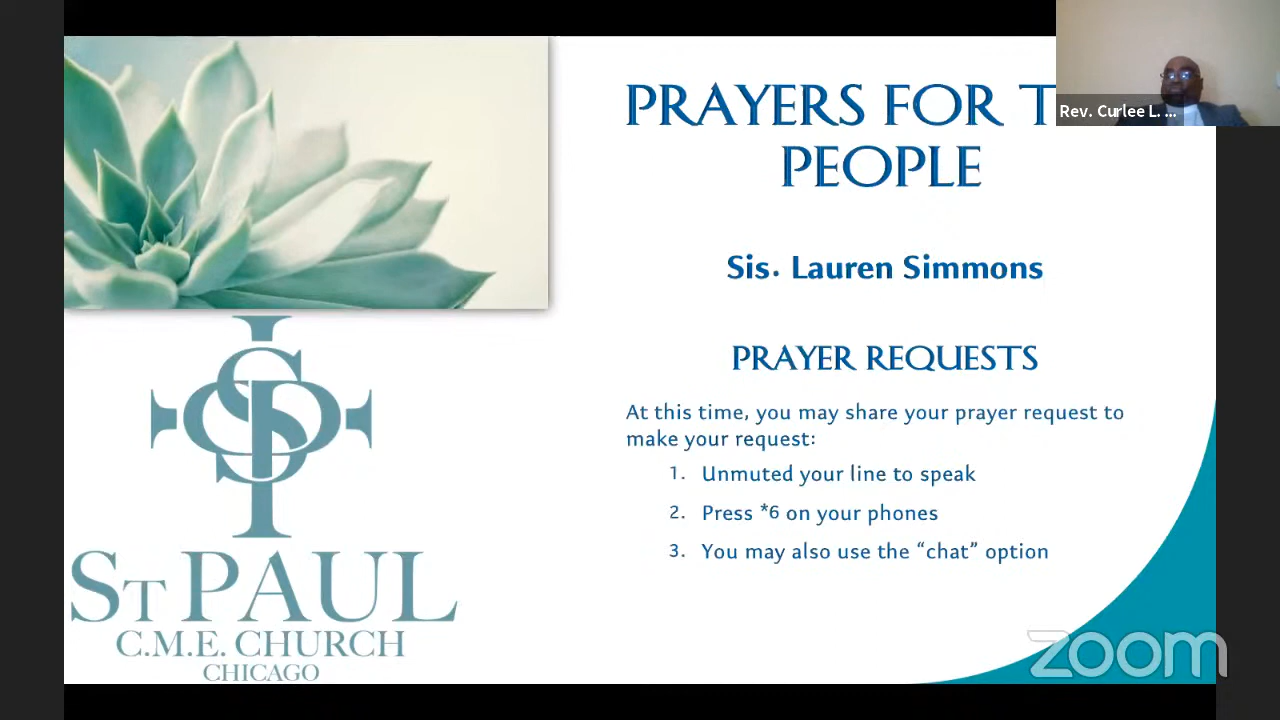 PRAYERS FOR T
PEOPLE
Rev. Curlee L. ...
Sis. Lauren Simmons
PRAYER REQUESTS
At this time, you may share your prayer request to
make your request:
1. Unmuted your line to speak
2. Press *6 on your phones
3. You may also use the “chat” option
ST PAUL
C.M.E. CHURCH
CHICAGO
zoom